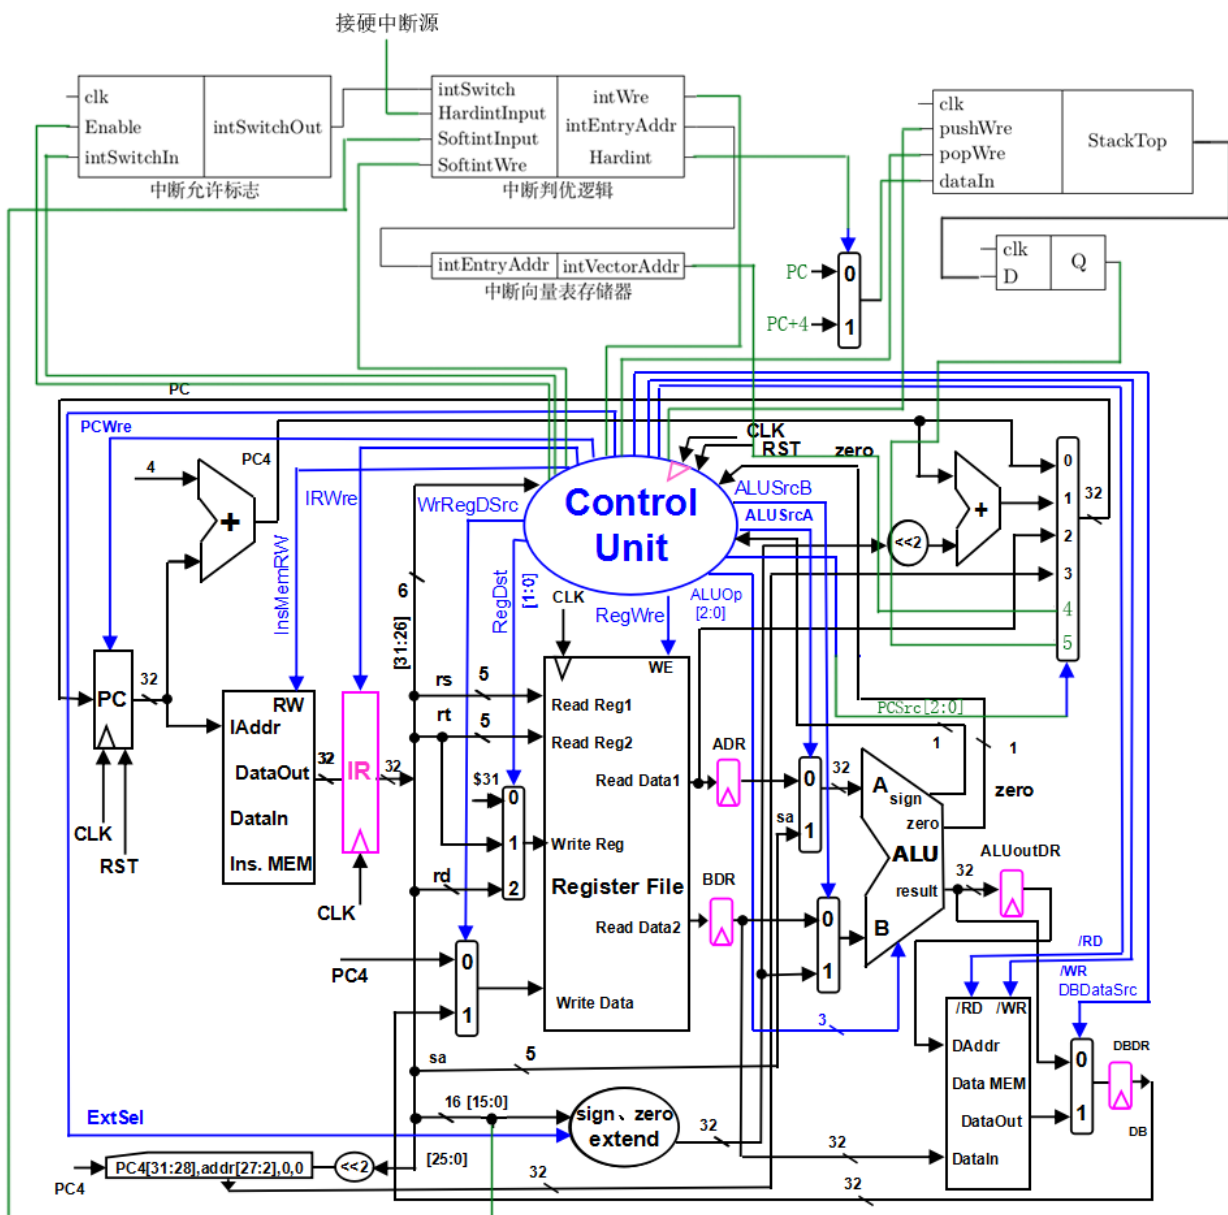 接硬中断源
clk
Enable
intSwitchIn
intSwitchOut
中断允许标志
intSwitch
HardintInput
SoftintInput
SoftintWre
intWre
intEntryAddr
Hardint
中断判优逻辑
clk
pushWre
popWre
dataIn
StackTop
intEntryAddr
intVectorAddr
中断向量表存储器
PC
PC+4
0
1
clk
D
Q
PC
PCWre
4
PC4
+
IRWre
InsMemRW
WrRegDSrc
Control
Unit
CLK
RST
zero
ALUSrcB
ALUSrcA
<<2
+
0
1
2
3
4
5
32
6
[31:26]
RegDst
[1:0]
CLK
RegWre
ALUOp
[2:0]
PCSrc[2:0]
PC
32
CLK
RST
RW
IAddr
DataOut
DataIn
Ins. MEM
32
IR
32
CLK
rs
5
rt
5
$31
0
1
2
rd
WE
Read Reg1
Read Reg2
Read Data1
Write Reg
Register File
Read Data2
Write Data
PC4
0
1
ADR
BDR
sa
0
1
32
0
1
A
sign
zero
ALU
result
B
1
1
zero
32
ALUoutDR
3
/RD
/WR
DBDataSrc
/RD
/WR
DAddr
Data MEM
DataOut
DataIn
0
1
DBDR
DB
sa
5
16 [15:0]
ExtSel
sign、zero
extend
32
32
[25:0]
PC4[31:28],addr[27:2],0,0
<<2
PC4
32
32